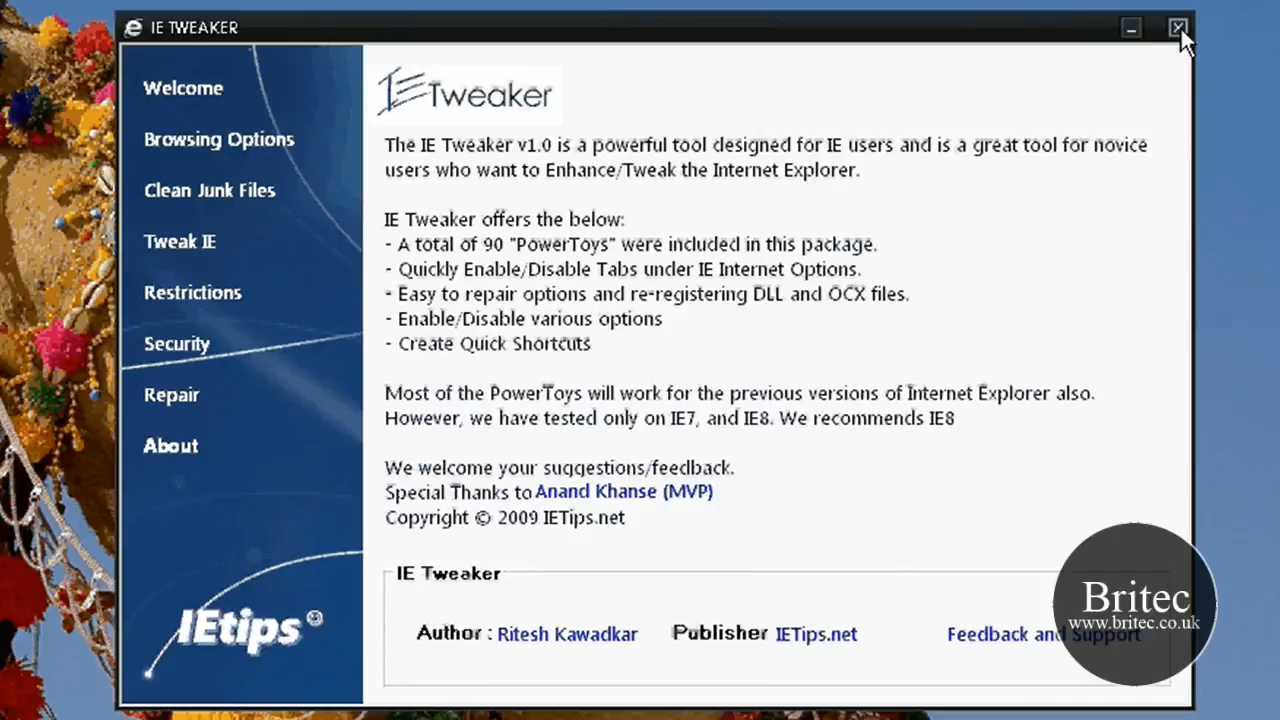 IE TWEAKER
Welcome
Browsing Options
Clean Junk Files
Tweak IE
Restrictions
Security
Repair
About
IEtips
IETweaker
The IE Tweaker v1.0 is a powerful tool designed for IE users and is a great tool for novice
users who want to Enhance/Tweak the Internet Explorer.
IE Tweaker offers the below:
- A total of 90 "PowerToys" were included in this package.
- Quickly Enable/Disable Tabs under IE Internet Options.
- Easy to repair options and re-registering DLL and OCX files.
- Enable/Disable various options
- Create Quick Shortcuts
Most of the PowerToys will work for the previous versions of Internet Explorer also.
However, we have tested only on IE7, and IE8. We recommends IE8
We welcome your suggestions/feedback.
Special Thanks to Anand Khanse (MVP)
Copyright © 2009 IETips.net
IE Tweaker
Author : Ritesh Kawadkar Publisher IETips.net Feedback and Support
Britec
www.britec.co.uk